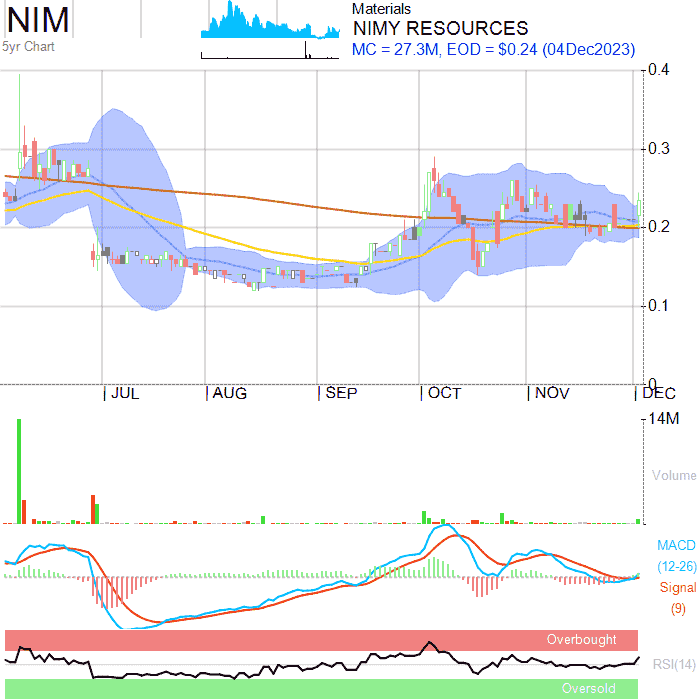 NIM
5yr Chart
Materials
NIMY RESOURCES
MC = 27.3M, EOD = $0.24 (04Dec2023)
0.4
0.3
0.2
0.1
0
JUL AUG SEP OCT NOV DEC
14M
Volume
MACD
(12-26)
Signal
(9)
Overbought
RSI(14)
Oversold